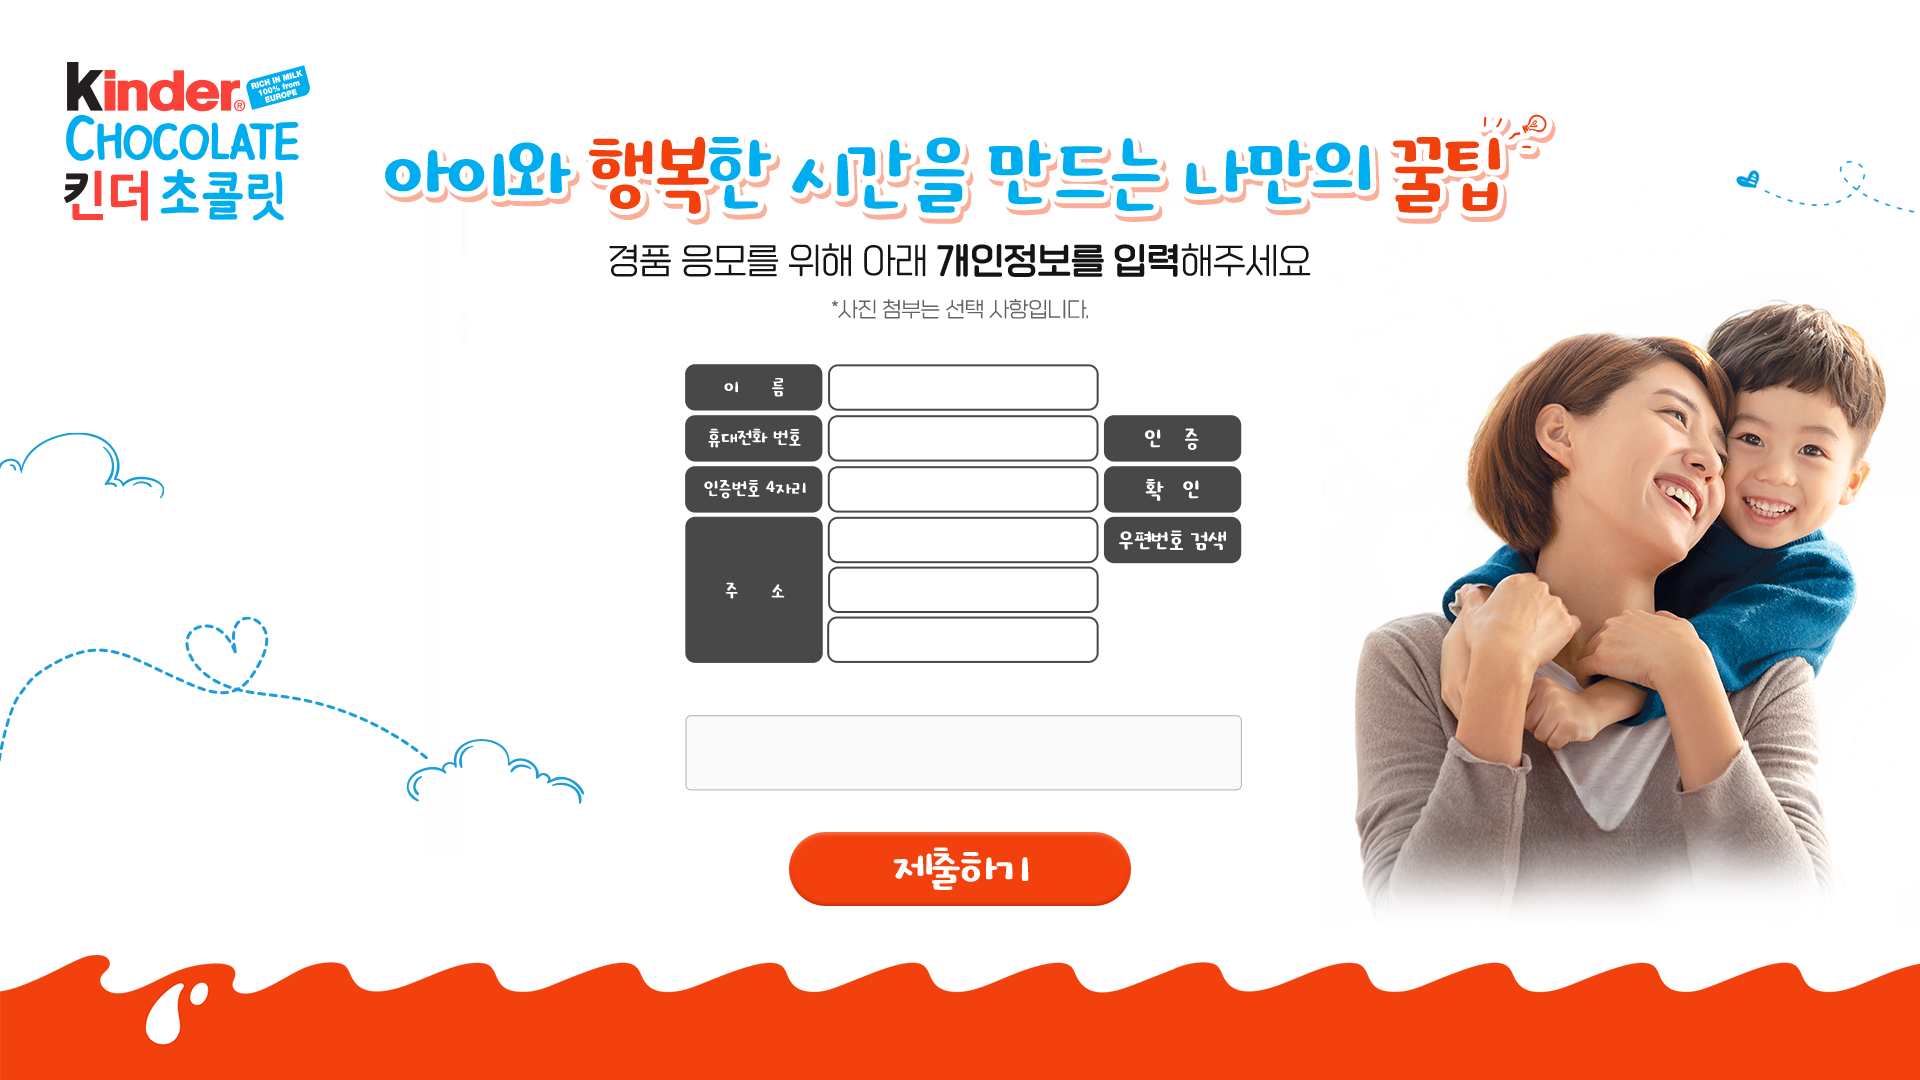 Kinder®
RICH IN MILK
100% from
EUROPE
CHOCOLATE
킨더 초콜릿
아이와 행복한 시간을 만드는 나만의 꿀팁
경품 응모를 위해 아래 개인정보를 입력해주세요
*사진 첨부는 선택 사항입니다.
이 름
휴대전화 번호
인 증
인증번호 4자리
확 인
우편번호 검색
주 소
제출하기